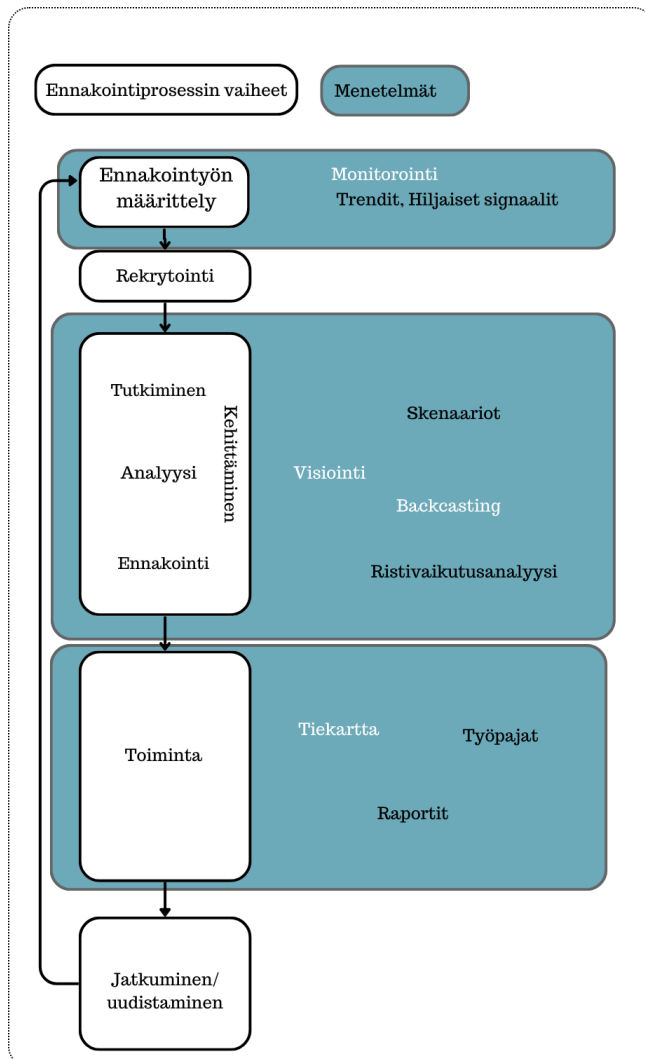 Ennakointiprosessin vaiheet
Menetelmät
Ennakointyön
määrittely
Monitorointi
Trendit, Hiljaiset signaalit
Rekrytointi
Tutkiminen
Kehittäminen
Analyysi
Ennakointi
Skenaariot
Visiointi
Backcasting
Ristivaikutusanalyysi
Toiminta
Tiekartta
Työpajat
Raportit
Jatkuminen/
uudistaminen